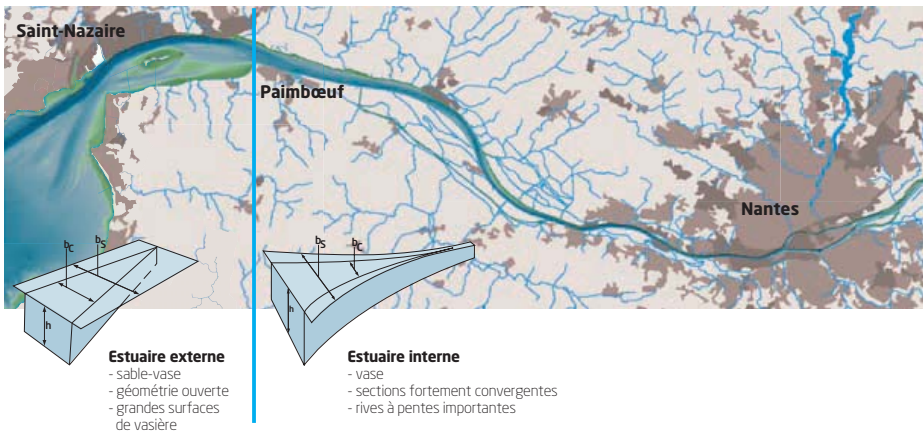 Saint-Nazaire
Paimbœuf
Nantes
bC
bS
h
bS
bC
h
Estuaire externe
- sable-vase
- géométrie ouverte
- grandes surfaces
de vasière
Estuaire interne
- vase
- sections fortement convergentes
- rives à pentes importantes